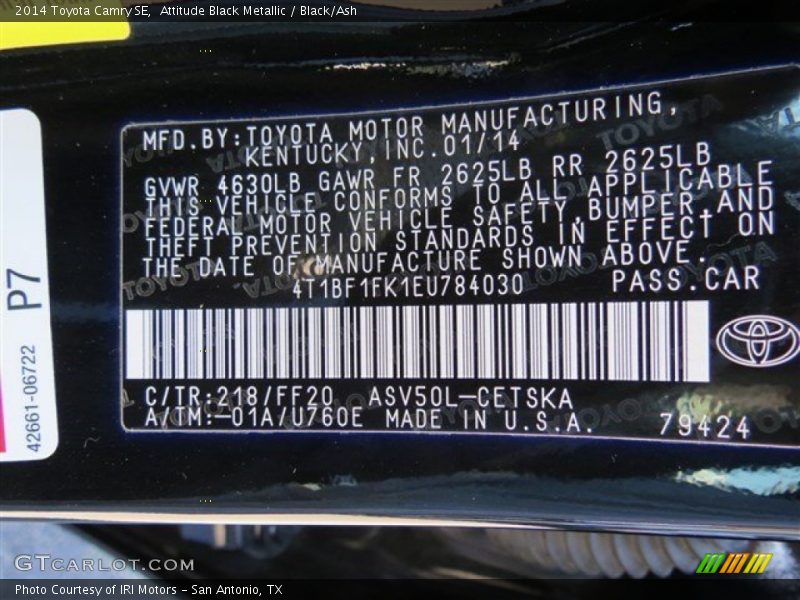 2014 Toyota Camry SE,  Attitude Black Metallic / Black/Ash
MFD.BY:TOYOTA MOTOR MANUFACTURING,
KENTUCKY,INC.01/14
GVWR 4630LB GAWR FR 2625LB RR 2625LB
THIS VEHICLE CONFORMS TO ALL APPLICABLE
FEDERAL MOTOR VEHICLE SAFETY,BUMPER,AND
THEFT PREVENTION STANDARDS IN EFFECT ON
THE DATE OF MANUFACTURE SHOWN ABOVE.
4T1BF1FK1EU784030 PASS.CAR
C/TR:218/FF20 ASV50L-CETSKA
A/TM:-01A/U760E MADE IN U.S.A. 79424
P7
42661-06722
GTCARLOT.COM
Photo Courtesy of IRI Motors – San Antonio, TX